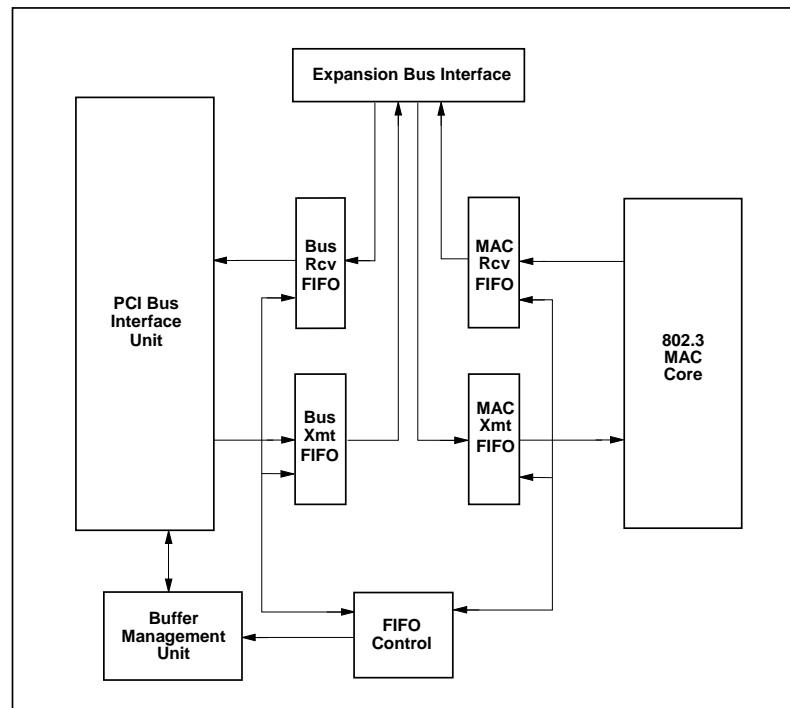 Expansion Bus Interface
Bus
Rcv
FIFO
MAC
Rcv
FIFO
PCI Bus
Interface
Unit
802.3
MAC
Core
Bus
Xmt
FIFO
MAC
Xmt
FIFO
Buffer
Management
Unit
FIFO
Control